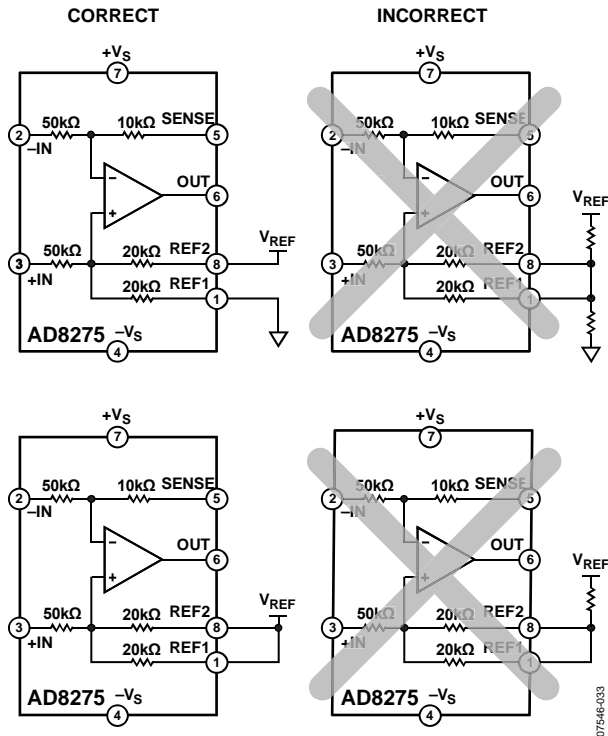 CORRECT
+VS
7
50kΩ 10kΩ SENSE
2 5
–IN
–
OUT
6
+
VREF
50kΩ 20kΩ REF2
3 8
+IN 20kΩ REF1
1
AD8275 –VS
4
INCORRECT
+VS
7
50kΩ 10kΩ SENSE
2 5
–IN
–
OUT
6
+
VREF
50kΩ 20kΩ REF2
3 8
+IN 20kΩ REF1
1
AD8275 –VS
4
+VS
7
50kΩ 10kΩ SENSE
2 5
–IN
–
OUT
6
+
VREF
50kΩ 20kΩ REF2
3 8
+IN 20kΩ REF1
1
AD8275 –VS
4
+VS
7
50kΩ 10kΩ SENSE
2 5
–IN
–
OUT
6
+
VREF
50kΩ 20kΩ REF2
3 8
+IN 20kΩ REF1
1
AD8275 –VS
4
07546-033